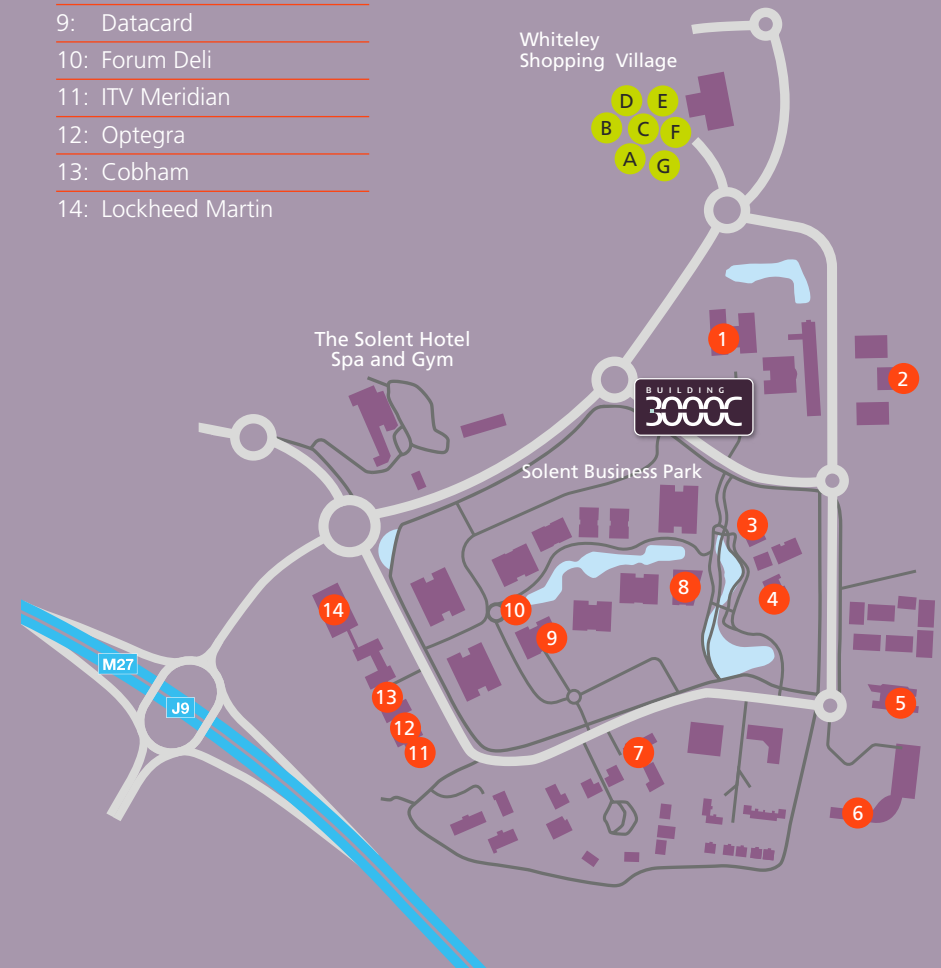 9: Datacard
10: Forum Deli
11: ITV Meridian
12: Optegra
13: Cobham
14: Lockheed Martin
Whiteley
Shopping Village
D E
B C F
A G
1
The Solent Hotel
Spa and Gym
2
BUILDING
3000C
Solent Business Park
3
8
4
14
10
9
M27
13
J9
5
12
11
7
6